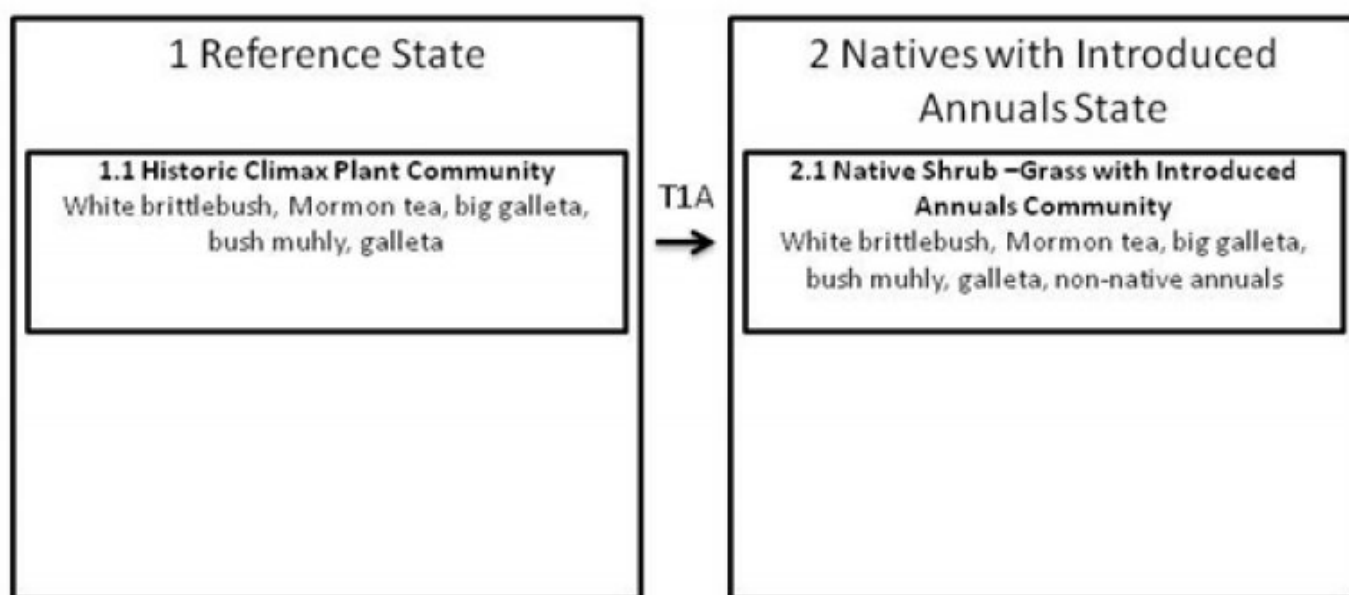 1 Reference State
1.1 Historic Climax Plant Community
White brittlebush, Mormon tea, big galleta,
bush muhly, galleta
T1A
2 Natives with Introduced
Annuals State
2.1 Native Shrub –Grass with Introduced
Annuals Community
White brittlebush, Mormon tea, big galleta,
bush muhly, galleta, non-native annuals